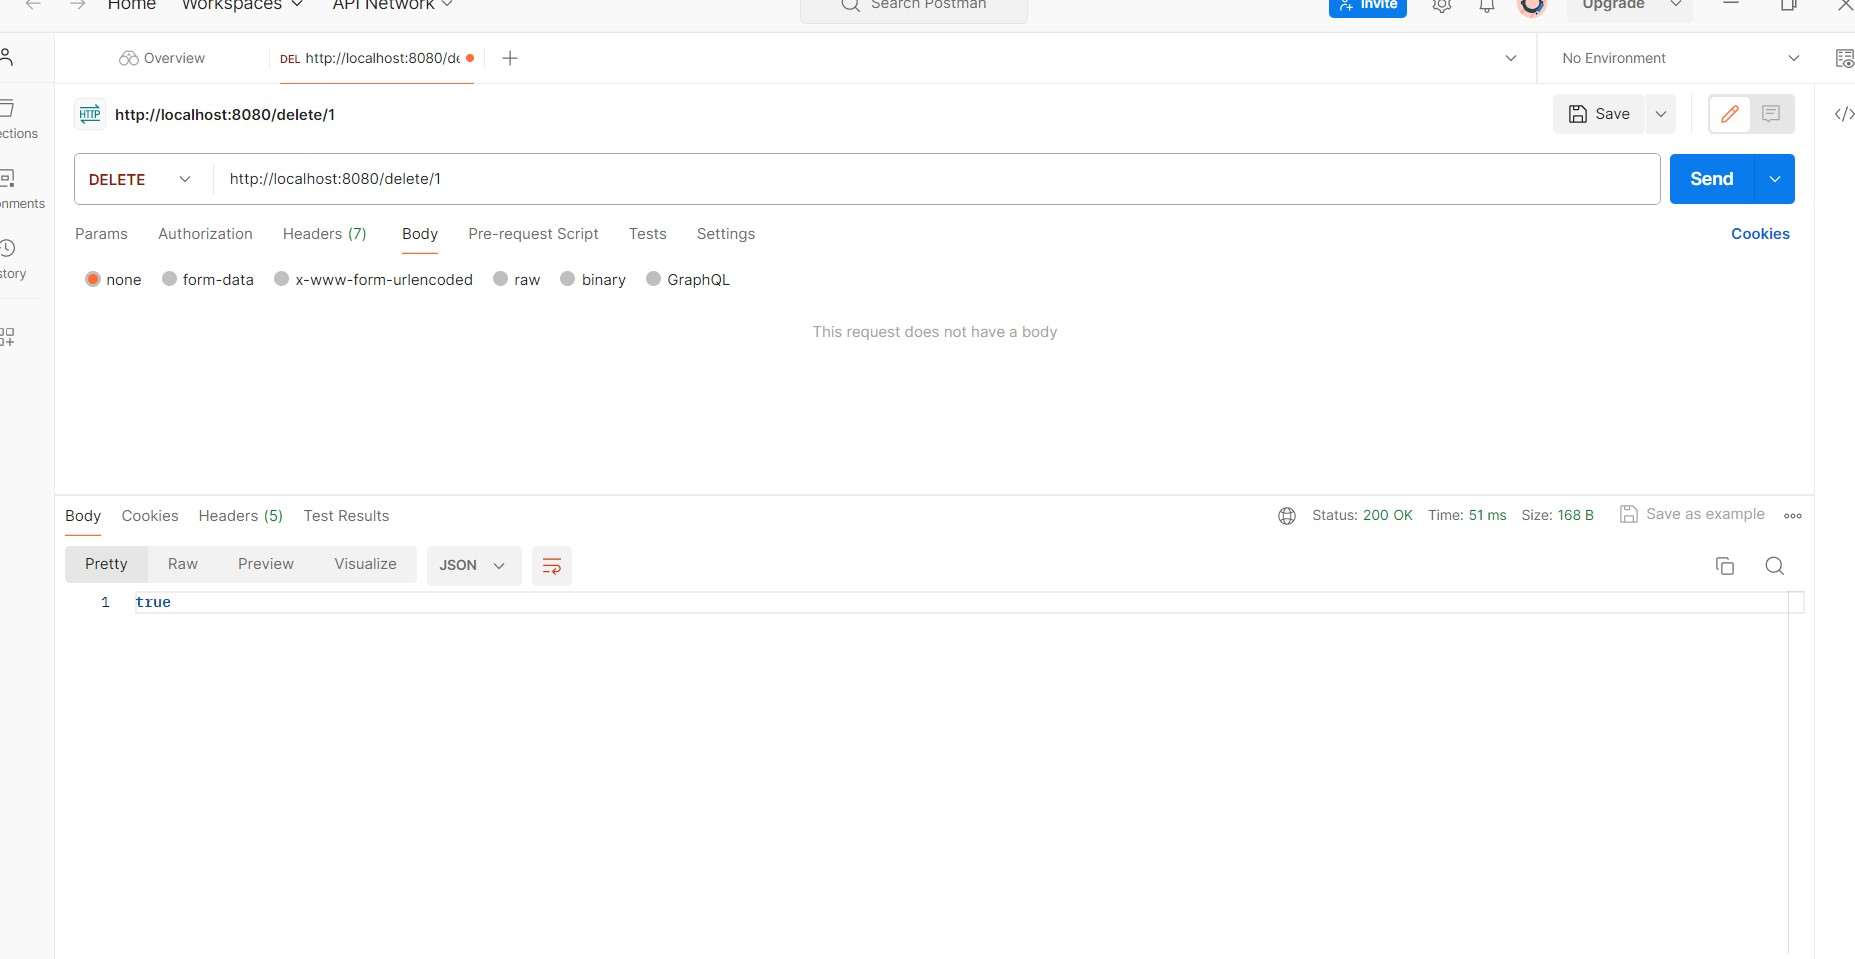 Home Workspaces API Network Search Postman Invite Upgrade
Overview DEL http://localhost:8080/de No Environment
HTTP http://localhost:8080/delete/1 Save
ections
DELETE http://localhost:8080/delete/1 Send
onments
Params Authorization Headers (7) Body Pre-request Script Tests Settings Cookies
story
none form-data x-www-form-urlencoded raw binary GraphQL
This request does not have a body
Body Cookies Headers (5) Test Results Status: 200 OK Time: 51 ms Size: 168 B Save as example
Pretty Raw Preview Visualize JSON
1 true